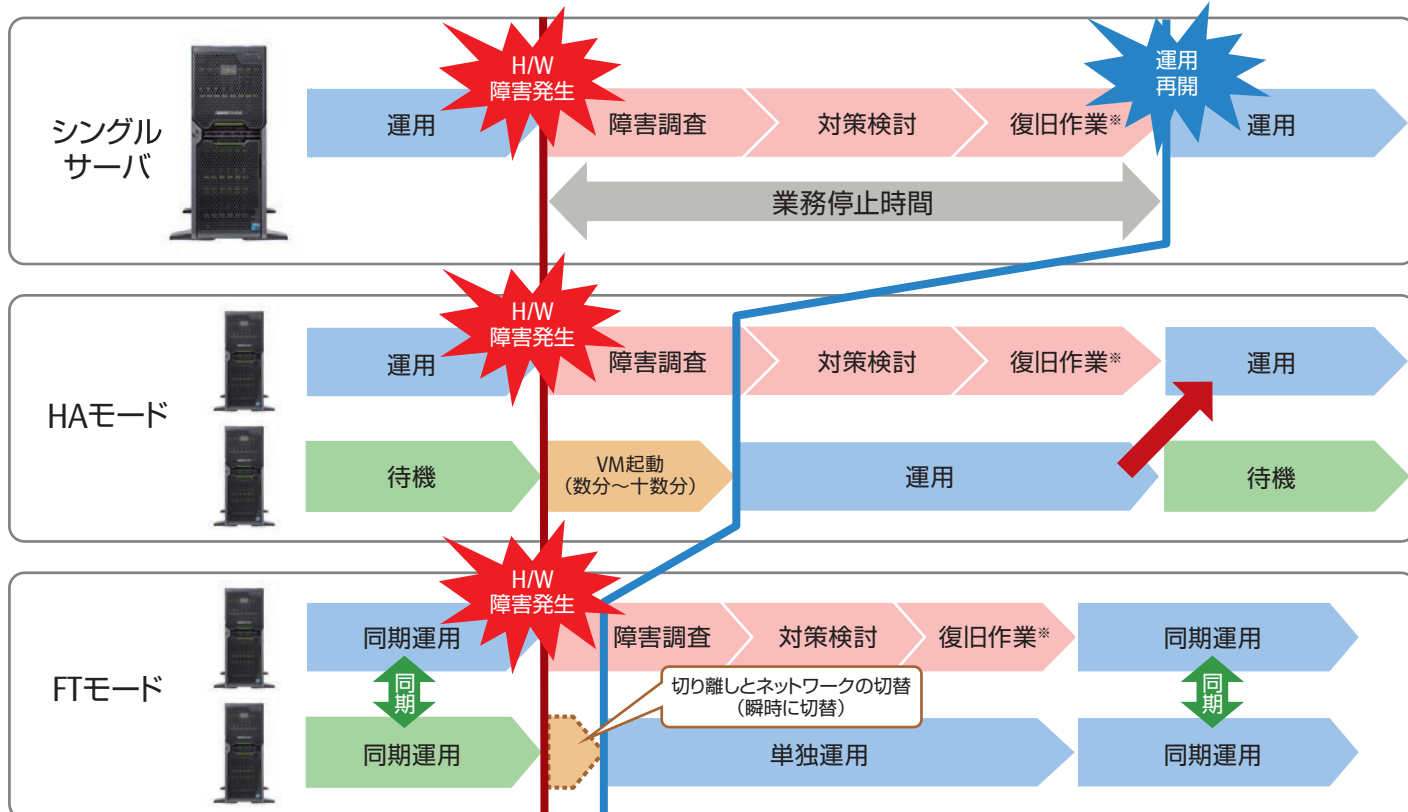 シングル
サーバ
運用
H/W
障害発生
障害調査
対策検討
復旧作業※
運用
再開
運用
業務停止時間
HAモード
運用
H/W
障害発生
障害調査
対策検討
復旧作業※
運用
待機
VM起動
(数分〜十数分)
運用
待機
FTモード
同期運用
H/W
障害発生
障害調査
対策検討
復旧作業※
同期運用
同期
切り離しとネットワークの切替
(瞬時に切替)
同期
同期運用
単独運用
同期運用